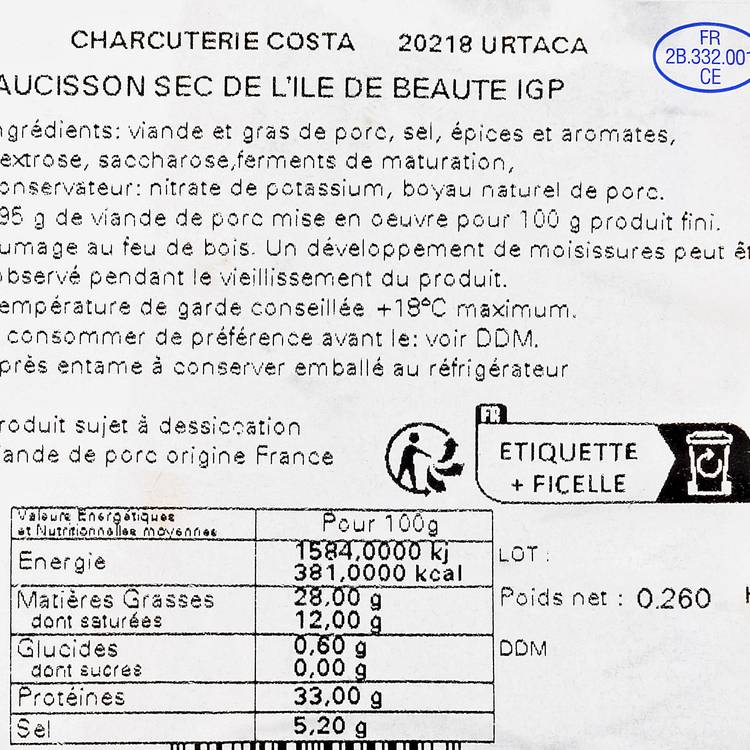 CHARCUTERIE COSTA 20218 URTACA
FR
2B.332.001
CE
AUCISSON SEC DE L'ILE DE BEAUTE IGP
ngrédients: viande et gras de porc, sel, épices et aromates,
extrose, saccharose,ferments de maturation,
onservateur: nitrate de potassium, boyau naturel de porc.
95 g de viande de porc mise en oeuvre pour 100 g produit fini.
umage au feu de bois. Un développement de moisissures peut êt
observé pendant le vieillissement du produit.
empérature de garde conseillée +18°C maximum.
consommer de préférence avant le: voir DDM.
près entame à conserver emballé au réfrigérateur
roduit sujet à dessiccation
iande de porc origine France
FR
ETIQUETTE
+ FICELLE
Valeurs Energétiques
et Nutritionnelles moyennes
Pour 100g
Energie
1584,0000 kj
381,0000 kcal
Matières Grasses 28,00 g
dont saturées 12,00 g
Glucides 0,60 g
dont sucres 0,00 g
Protéines 33,00 g
Sel 5,20 g
LOT :
Poids net : 0.260
DDM